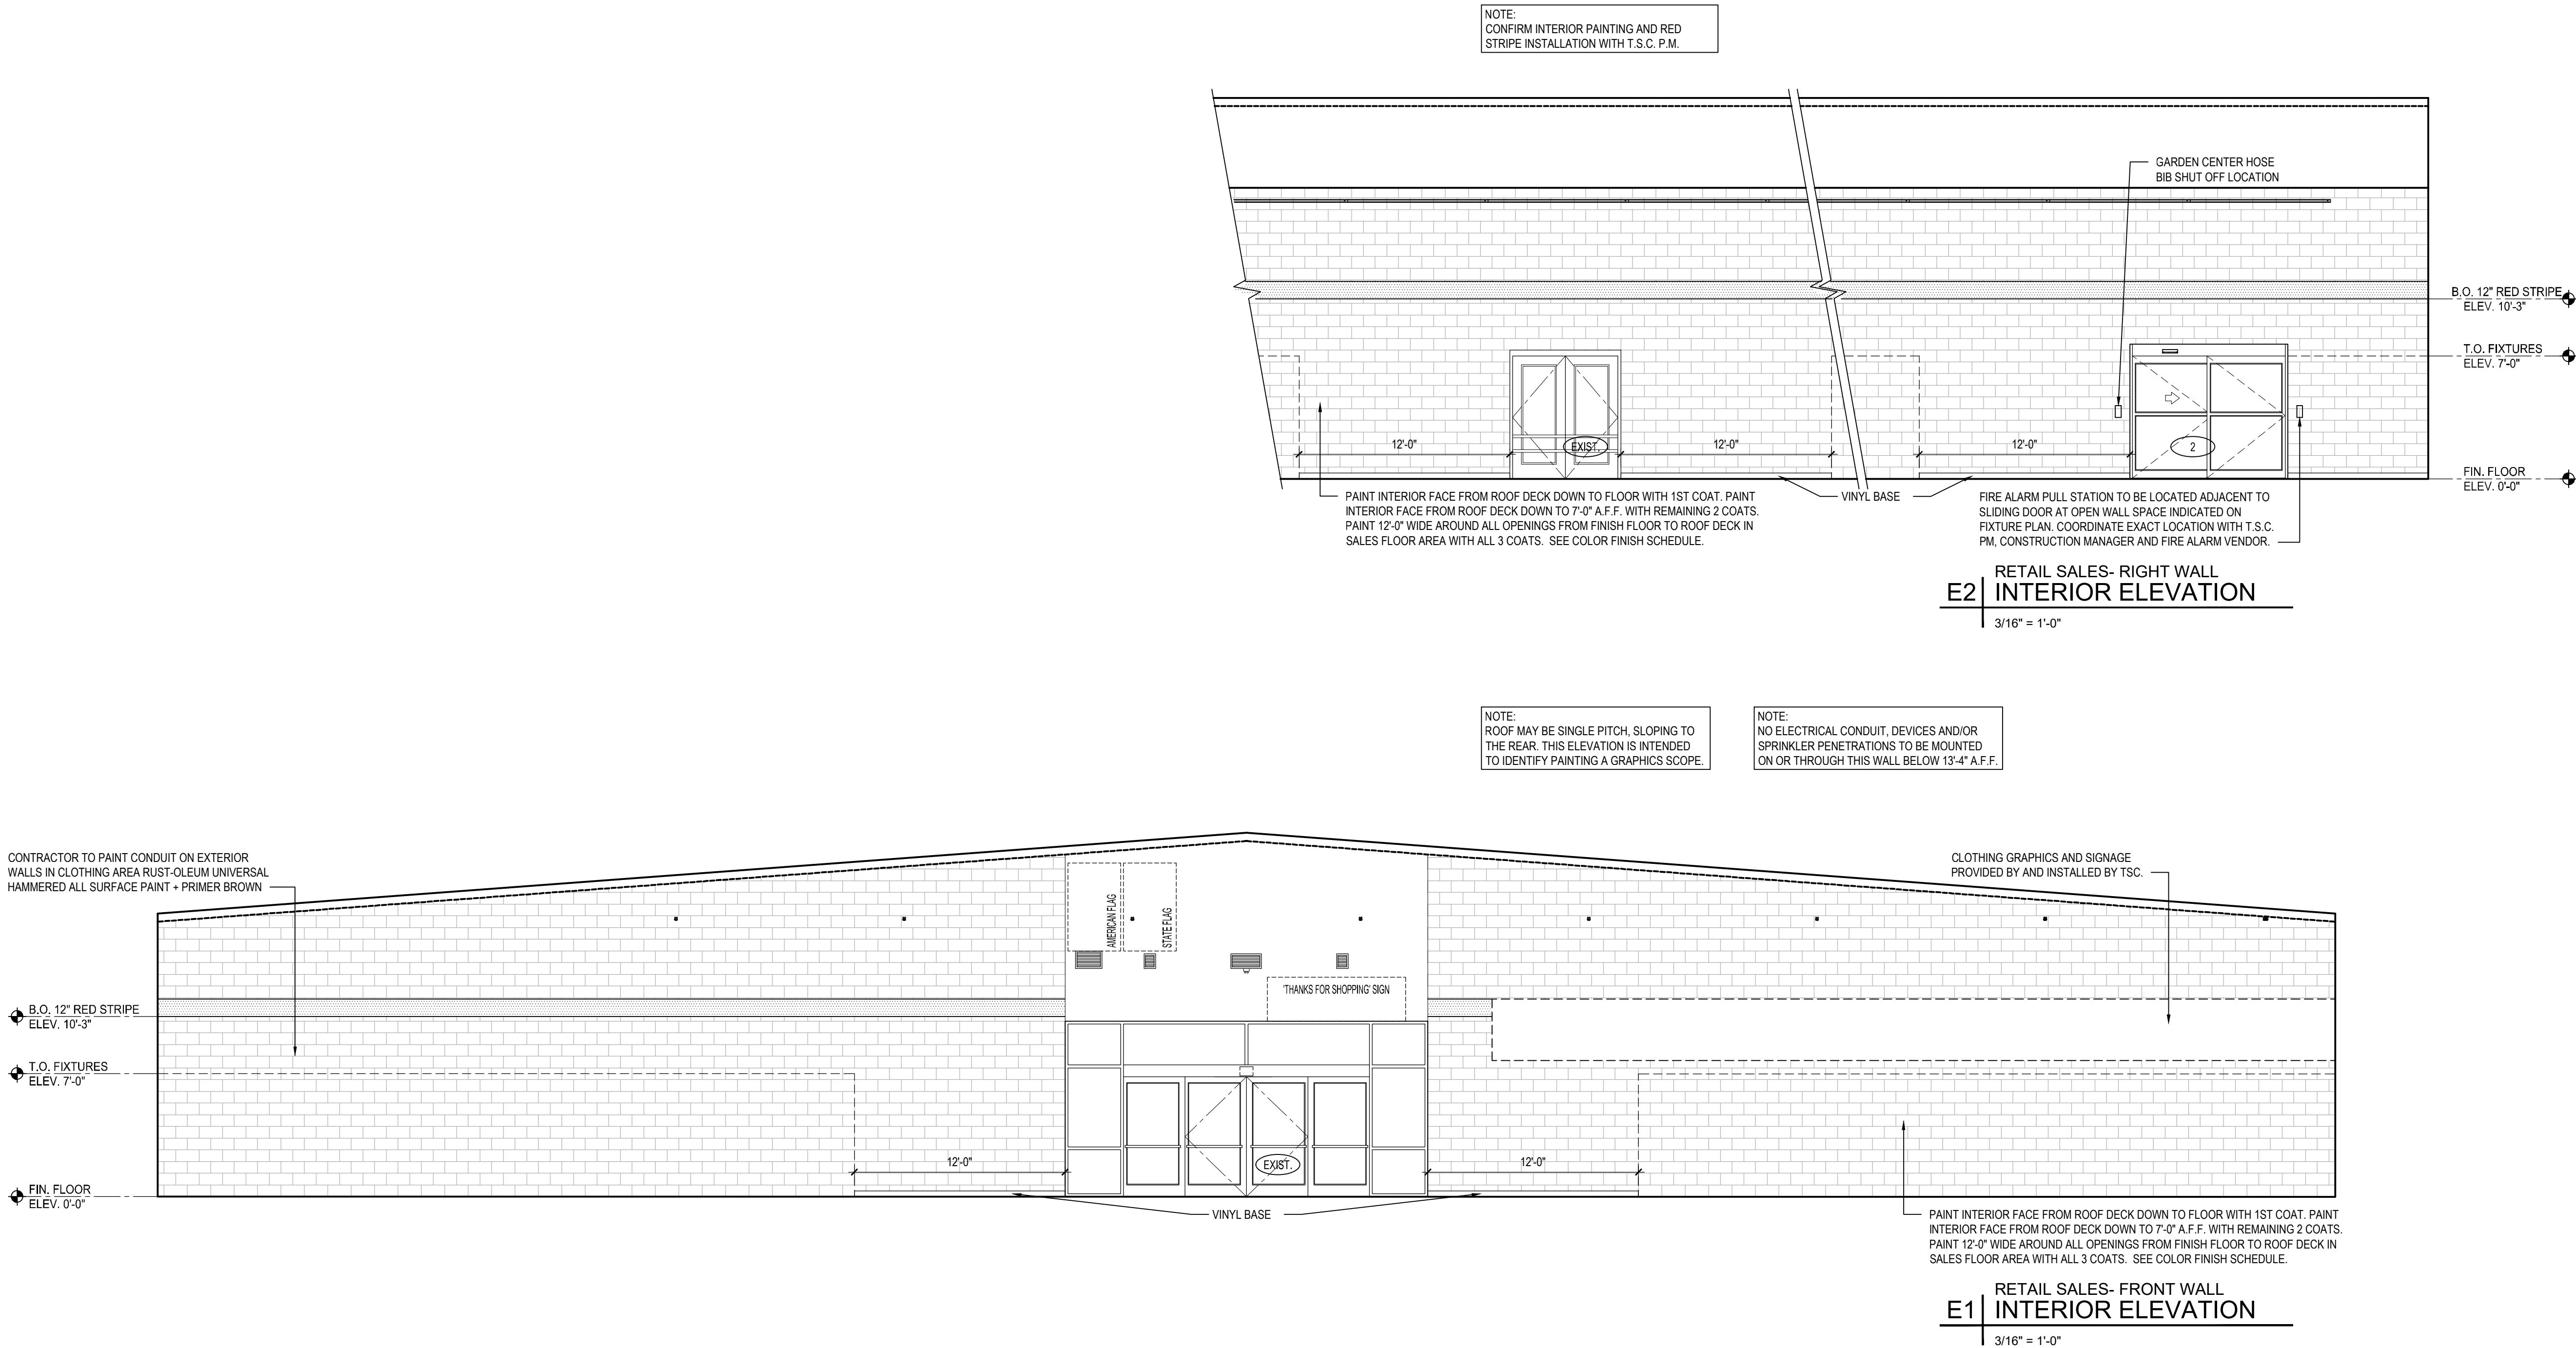 NOTE:
CONFIRM INTERIOR PAINTING AND RED
STRIPE INSTALLATION WITH T.S.C. P.M.
GARDEN CENTER HOSE
BIB SHUT OFF LOCATION
B.O. 12" RED STRIPE
ELEV. 10'-3"
T.O. FIXTURES
ELEV. 7'-0"
12'-0"
EXIST.
12'-0"
12'-0"
2
FIN. FLOOR
ELEV. 0'-0"
PAINT INTERIOR FACE FROM ROOF DECK DOWN TO FLOOR WITH 1ST COAT. PAINT
INTERIOR FACE FROM ROOF DECK DOWN TO 7'-0" A.F.F. WITH REMAINING 2 COATS.
PAINT 12'-0" WIDE AROUND ALL OPENINGS FROM FINISH FLOOR TO ROOF DECK IN
SALES FLOOR AREA WITH ALL 3 COATS. SEE COLOR FINISH SCHEDULE.
VINYL BASE
FIRE ALARM PULL STATION TO BE LOCATED ADJACENT TO
SLIDING DOOR AT OPEN WALL SPACE INDICATED ON
FIXTURE PLAN. COORDINATE EXACT LOCATION WITH T.S.C.
PM, CONSTRUCTION MANAGER AND FIRE ALARM VENDOR.
RETAIL SALES- RIGHT WALL
E2 INTERIOR ELEVATION
3/16" = 1'-0"
NOTE:
ROOF MAY BE SINGLE PITCH, SLOPING TO
THE REAR. THIS ELEVATION IS INTENDED
TO IDENTIFY PAINTING A GRAPHICS SCOPE.
NOTE:
NO ELECTRICAL CONDUIT, DEVICES AND/OR
SPRINKLER PENETRATIONS TO BE MOUNTED
ON OR THROUGH THIS WALL BELOW 13'-4" A.F.F.
CONTRACTOR TO PAINT CONDUIT ON EXTERIOR
WALLS IN CLOTHING AREA RUST-OLEUM UNIVERSAL
HAMMERED ALL SURFACE PAINT + PRIMER BROWN
CLOTHING GRAPHICS AND SIGNAGE
PROVIDED BY AND INSTALLED BY TSC.
AMERICAN FLAG
STATE FLAG
'THANKS FOR SHOPPING' SIGN
B.O. 12" RED STRIPE
ELEV. 10'-3"
T.O. FIXTURES
ELEV. 7'-0"
12'-0"
EXIST.
12'-0"
FIN. FLOOR
ELEV. 0'-0"
VINYL BASE
PAINT INTERIOR FACE FROM ROOF DECK DOWN TO FLOOR WITH 1ST COAT. PAINT
INTERIOR FACE FROM ROOF DECK DOWN TO 7'-0" A.F.F. WITH REMAINING 2 COATS.
PAINT 12'-0" WIDE AROUND ALL OPENINGS FROM FINISH FLOOR TO ROOF DECK IN
SALES FLOOR AREA WITH ALL 3 COATS. SEE COLOR FINISH SCHEDULE.
RETAIL SALES- FRONT WALL
E1 INTERIOR ELEVATION
3/16" = 1'-0"